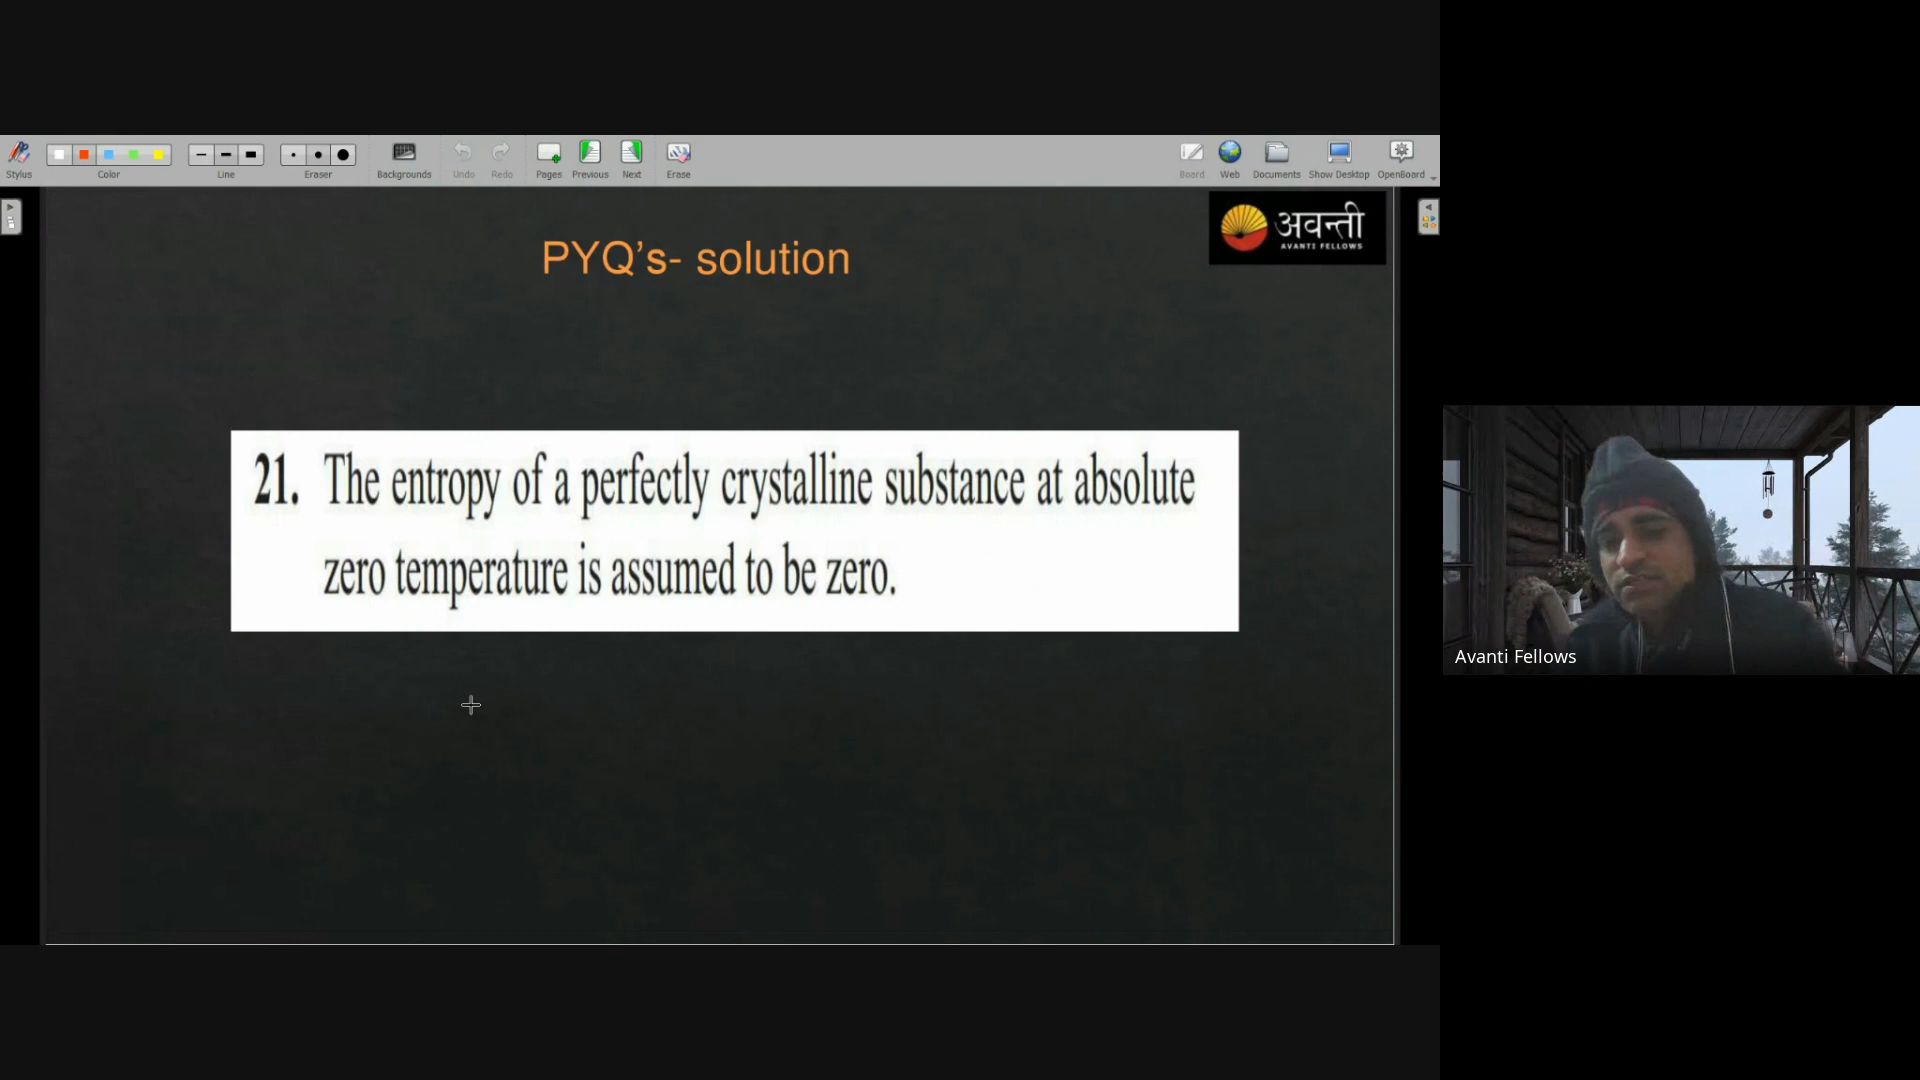 Stylus
Color
Line
Eraser
Backgrounds
Undo
Redo
Pages
Previous
Next
Erase
Board
Web
Documents
Show Desktop
OpenBoard
अवन्ती
AVANTI FELLOWS
PYQ’s- solution
21. The entropy of a perfectly crystalline substance at absolute
zero temperature is assumed to be zero.
Avanti Fellows